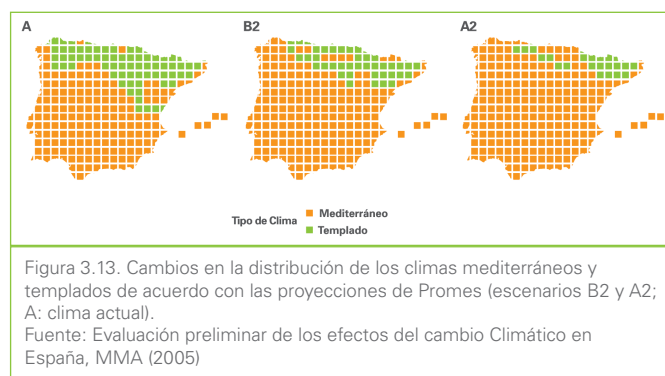 A
B2
A2
Tipo de Clima
Mediterráneo
Templado
Figura 3.13. Cambios en la distribución de los climas mediterráneos y
templados de acuerdo con las proyecciones de Promes (escenarios B2 y A2;
A: clima actual).
Fuente: Evaluación preliminar de los efectos del cambio Climático en
España, MMA (2005)